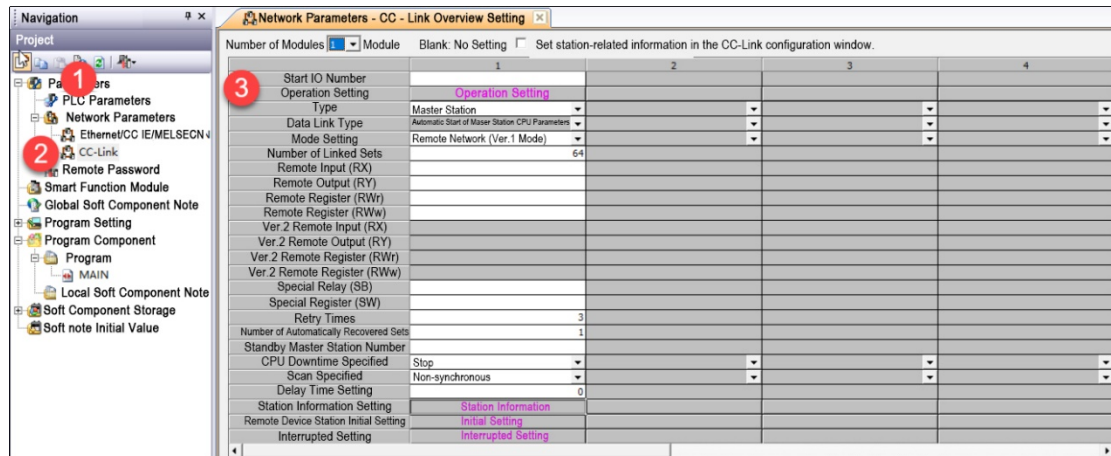 Navigation
Project
Parameters
PLC Parameters
Network Parameters
Ethernet/CC IE/MELSECN
CC-Link
Remote Password
Smart Function Module
Global Soft Component Note
Program Setting
Program Component
Program
MAIN
Local Soft Component Note
Soft Component Storage
Soft note Initial Value
1
2
3
Network Parameters - CC - Link Overview Setting
Number of Modules 1 Module Blank: No Setting Set station-related information in the CC-Link configuration window.
1 2 3 4
Start IO Number
Operation Setting Operation Setting
Type Master Station
Data Link Type Automatic Start of Maser Station CPU Parameters
Mode Setting Remote Network (Ver.1 Mode)
Number of Linked Sets 64
Remote Input (RX)
Remote Output (RY)
Remote Register (RWr)
Remote Register (RWw)
Ver.2 Remote Input (RX)
Ver.2 Remote Output (RY)
Ver.2 Remote Register (RWr)
Ver.2 Remote Register (RWw)
Special Relay (SB)
Special Register (SW)
Retry Times 3
Number of Automatically Recovered Sets 1
Standby Master Station Number
CPU Downtime Specified Stop
Scan Specified Non-synchronous
Delay Time Setting 0
Station Information Setting Station Information
Remote Device Station Initial Setting Initial Setting
Interrupted Setting Interrupted Setting